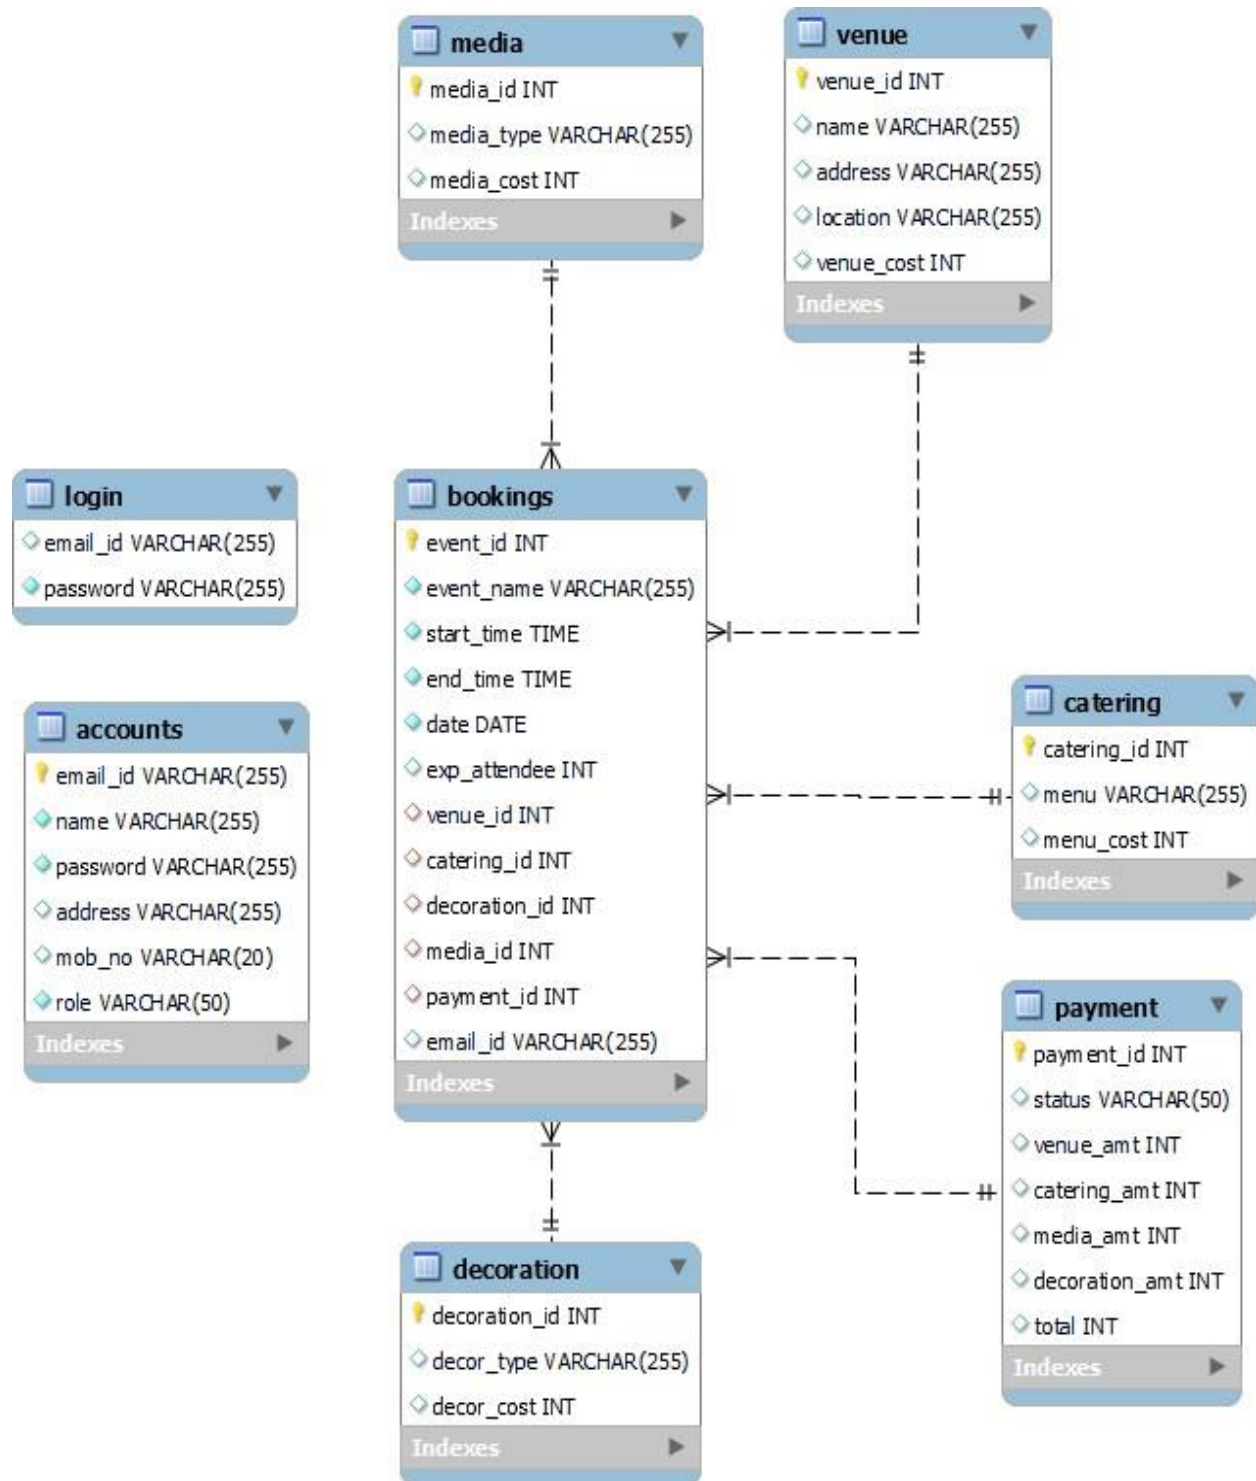 media
media_id INT
media_type VARCHAR(255)
media_cost INT
Indexes
venue
venue_id INT
name VARCHAR(255)
address VARCHAR(255)
location VARCHAR(255)
venue_cost INT
Indexes
login
email_id VARCHAR(255)
password VARCHAR(255)
accounts
email_id VARCHAR(255)
name VARCHAR(255)
password VARCHAR(255)
address VARCHAR(255)
mob_no VARCHAR(20)
role VARCHAR(50)
Indexes
bookings
event_id INT
event_name VARCHAR(255)
start_time TIME
end_time TIME
date DATE
exp_attendee INT
venue_id INT
catering_id INT
decoration_id INT
media_id INT
payment_id INT
email_id VARCHAR(255)
Indexes
catering
catering_id INT
menu VARCHAR(255)
menu_cost INT
Indexes
payment
payment_id INT
status VARCHAR(50)
venue_amt INT
catering_amt INT
media_amt INT
decoration_amt INT
total INT
Indexes
decoration
decoration_id INT
decor_type VARCHAR(255)
decor_cost INT
Indexes